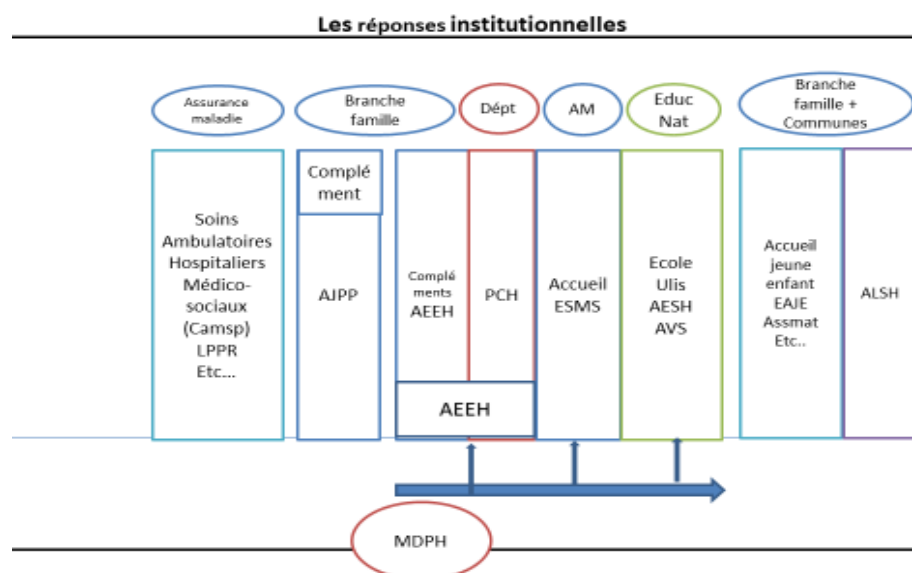 Les réponses institutionnelles
Assurance
maladie
Branche
famille
Dépt
AM
Educ
Nat
Branche
famille +
Communes
Soins
Ambulatoires
Hospitaliers
Médico-
sociaux
(Camsp)
LPPR
Etc...
Complé
ment
AJPP
Complé
ments
AEEH
PCH
AEEH
Accueil
ESMS
Ecole
Ulis
AESH
AVS
Accueil
jeune
enfant
EAJE
Assmat
Etc..
ALSH
MDPH